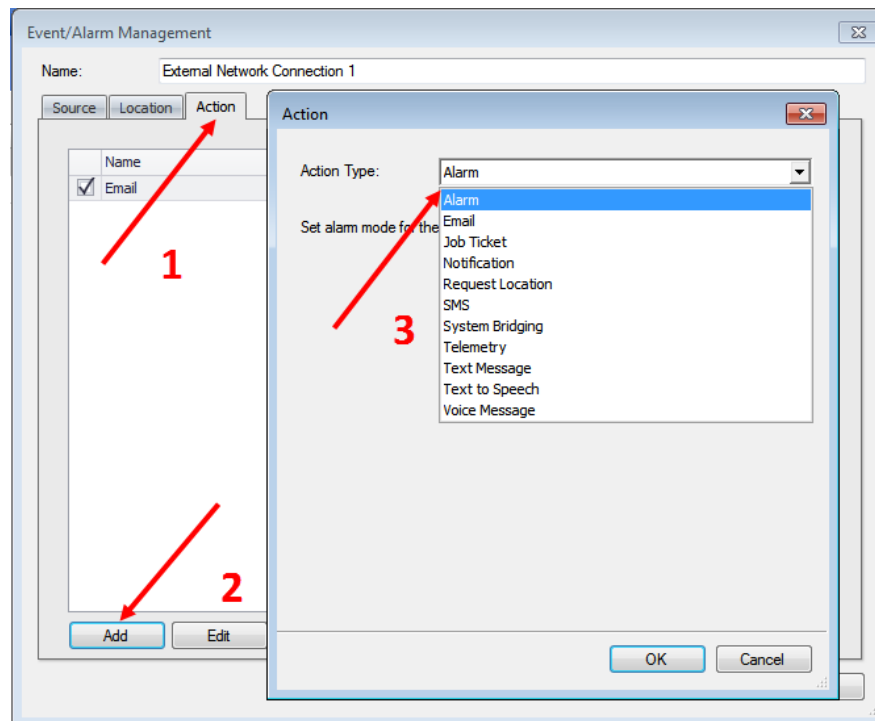 Event/Alarm Management
Name: External Network Connection 1
Source Location Action
Name
Email
1
2
Add Edit
Action
Action Type: Alarm
Alarm
Email
Set alarm mode for the
Job Ticket
Notification
Request Location
SMS
3
System Bridging
Telemetry
Text Message
Text to Speech
Voice Message
OK Cancel